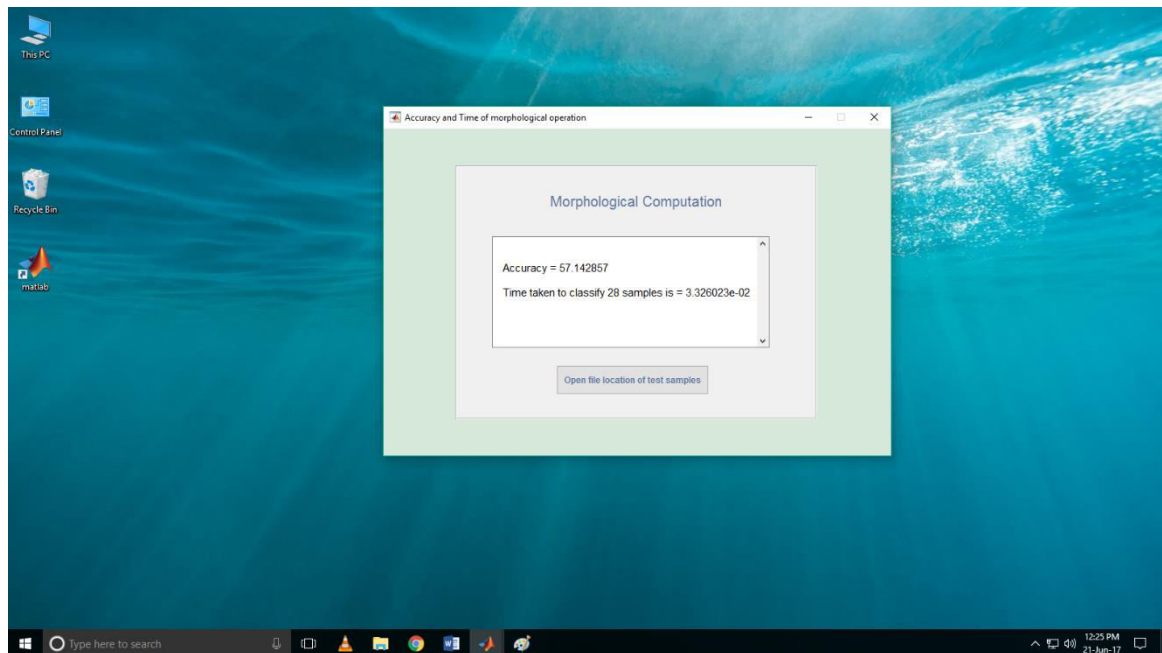 This PC
Control Panel
Recycle Bin
matlab
Accuracy and Time of morphological operation
Morphological Computation
Accuracy = 57.142857
Time taken to classify 28 samples is = 3.326023e-02
Open file location of test samples
Type here to search
12:25 PM
21-Jun-17